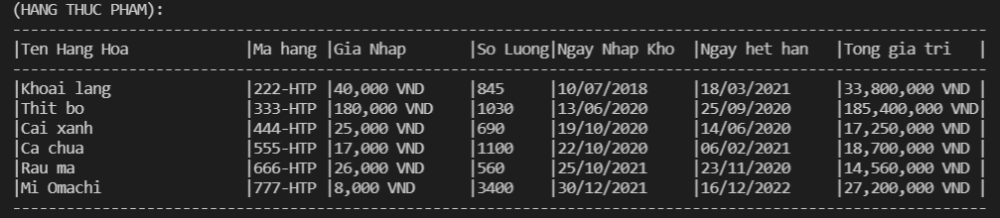 (HANG THUC PHAM):
|Ten Hang Hoa |Ma hang |Gia Nhap |So Luong|Ngay Nhap Kho |Ngay het han |Tong gia tri |
|Khoai lang |222-HTP |40,000 VND |845 |10/07/2018 |18/03/2021 |33,800,000 VND |
|Thit bo |333-HTP |180,000 VND |1030 |13/06/2020 |25/09/2020 |185,400,000 VND|
|Cai xanh |444-HTP |25,000 VND |690 |19/10/2020 |14/06/2020 |17,250,000 VND |
|Ca chua |555-HTP |17,000 VND |1100 |22/10/2020 |06/02/2021 |18,700,000 VND |
|Rau ma |666-HTP |26,000 VND |560 |25/10/2021 |23/11/2020 |14,560,000 VND |
|Mi Omachi |777-HTP |8,000 VND |3400 |30/12/2021 |16/12/2022 |27,200,000 VND |